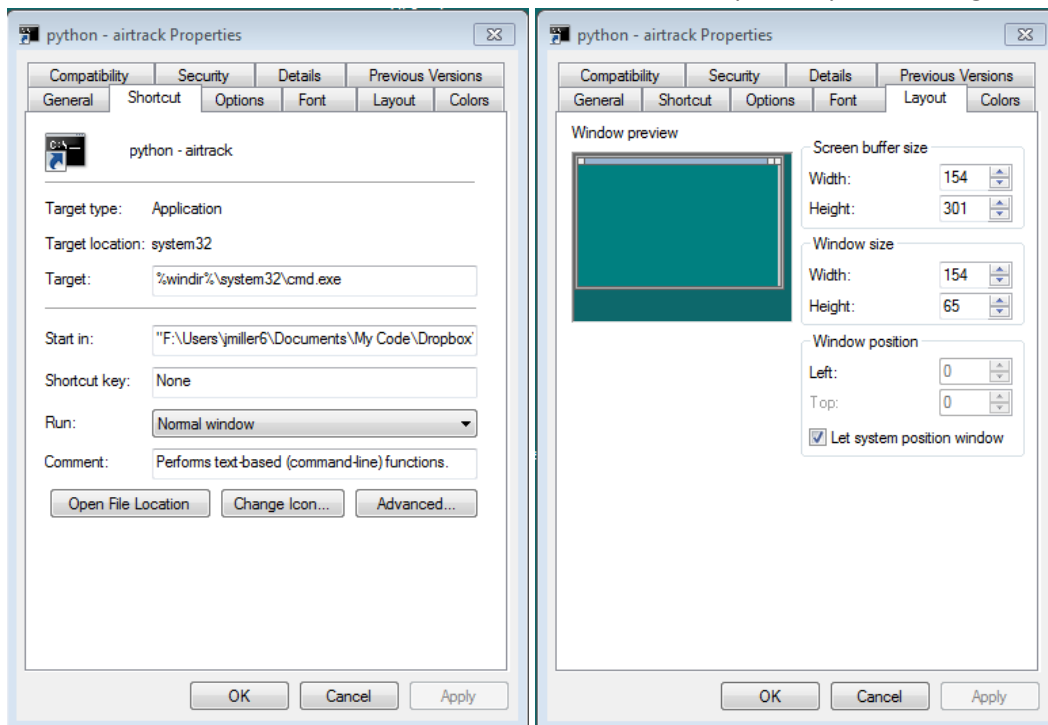 python - airtrack Properties
Compatibility Security Details Previous Versions
General Shortcut Options Font Layout Colors
C:\
python - airtrack
Target type: Application
Target location: system32
Target: %windir%\system32\cmd.exe
Start in: "F:\Users\jmiller6\Documents\My Code\Dropbox'
Shortcut key: None
Run: Normal window
Comment: Performs text-based (command-line) functions.
Open File Location Change Icon... Advanced...
OK Cancel Apply
python - airtrack Properties
Compatibility Security Details Previous Versions
General Shortcut Options Font Layout Colors
Window preview
Screen buffer size
Width: 154
Height: 301
Window size
Width: 154
Height: 65
Window position
Left: 0
Top: 0
Let system position window
OK Cancel Apply